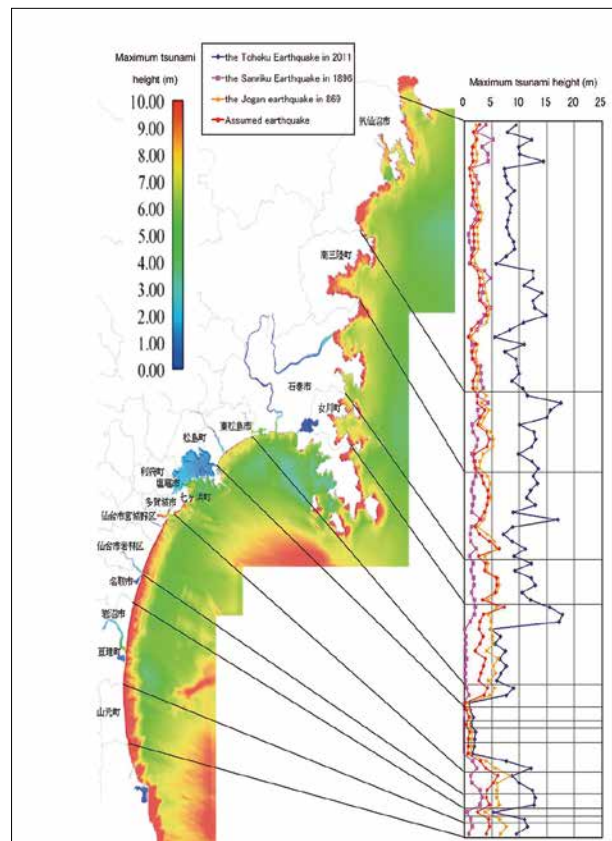 Maximum tsunami
height (m)
10.00
9.00
8.00
7.00
6.00
5.00
4.00
3.00
2.00
1.00
0.00
the Tohoku Earthquake in 2011
the Sanriku Earthquake in 1896
the Jogan earthquake in 869
Assumed earthquake
Maximum tsunami height (m)
0 5 10 15 20 25
気仙沼市
南三陸町
石巻市
女川町
東松島市
松島町
利府町
塩竈市
七ヶ浜町
多賀城市
仙台市宮城野区
仙台市若林区
名取市
岩沼市
亘理町
山元町